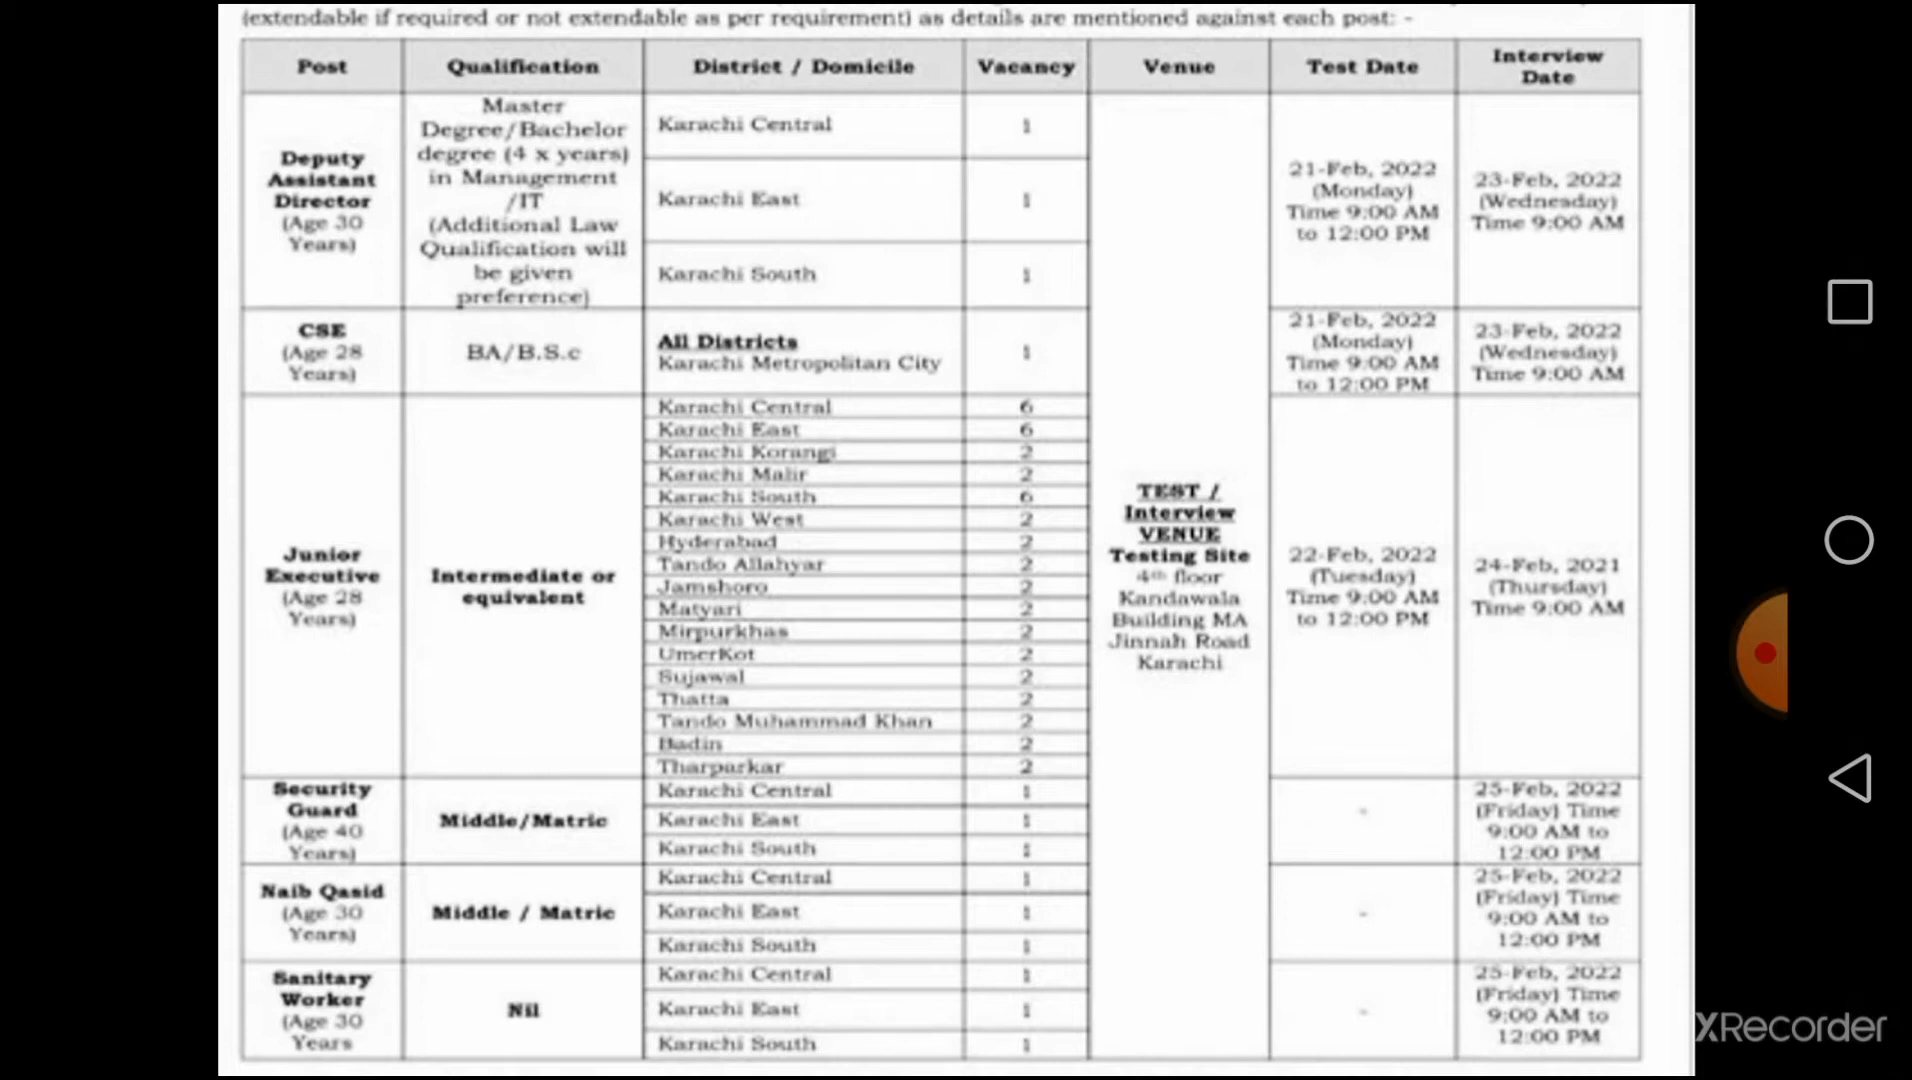 (extendable if required or not extendable as per requirement) as details are mentioned against each post: -
Post Qualification District / Domicile Vacancy Venue Test Date Interview Date
Deputy
Assistant
Director
(Age 30
Years)
Master
Degree/Bachelor
degree (4 x years)
in Management
/IT
(Additional Law
Qualification will
be given
preference)
Karachi Central 1
Karachi East 1
Karachi South 1
21-Feb, 2022
(Monday)
Time 9:00 AM
to 12:00 PM
23-Feb, 2022
(Wednesday)
Time 9:00 AM
CSE
(Age 28
Years)
BA/B.S.c
All Districts
Karachi Metropolitan City
1
21-Feb, 2022
(Monday)
Time 9:00 AM
to 12:00 PM
23-Feb, 2022
(Wednesday)
Time 9:00 AM
Junior
Executive
(Age 28
Years)
Intermediate or
equivalent
Karachi Central 6
Karachi East 6
Karachi Korangi 2
Karachi Malir 2
Karachi South 6
Karachi West 2
Hyderabad 2
Tando Allahyar 2
Jamshoro 2
Matyari 2
Mirpurkhas 2
UmerKot 2
Sujawal 2
Thatta 2
Tando Muhammad Khan 2
Badin 2
Tharparkar 2
TEST /
Interview
VENUE
Testing Site
4th floor
Kandawala
Building MA
Jinnah Road
Karachi
22-Feb, 2022
(Tuesday)
Time 9:00 AM
to 12:00 PM
24-Feb, 2021
(Thursday)
Time 9:00 AM
Security
Guard
(Age 40
Years)
Middle/Matric
Karachi Central 1
Karachi East 1
Karachi South 1
-
25-Feb, 2022
(Friday) Time
9:00 AM to
12:00 PM
Naib Qasid
(Age 30
Years)
Middle / Matric
Karachi Central 1
Karachi East 1
Karachi South 1
-
25-Feb, 2022
(Friday) Time
9:00 AM to
12:00 PM
Sanitary
Worker
(Age 30
Years
Nil
Karachi Central 1
Karachi East 1
Karachi South 1
-
25-Feb, 2022
(Friday) Time
9:00 AM to
12:00 PM
XRecorder